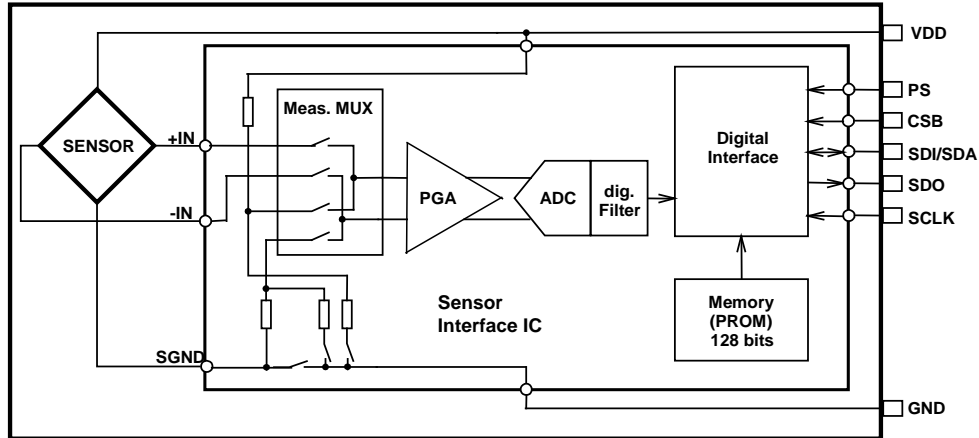 VDD
PS
CSB
SDI/SDA
SDO
SCLK
GND
SENSOR
+IN
-IN
SGND
Meas. MUX
PGA
ADC
dig.
Filter
Digital
Interface
Memory
(PROM)
128 bits
Sensor
Interface IC